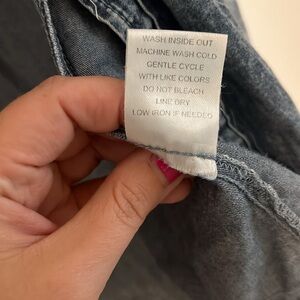 WASH INSIDE OUT
MACHINE WASH COLD
GENTLE CYCLE
WITH LIKE COLORS
DO NOT BLEACH
LINE DRY
LOW IRON IF NEEDED